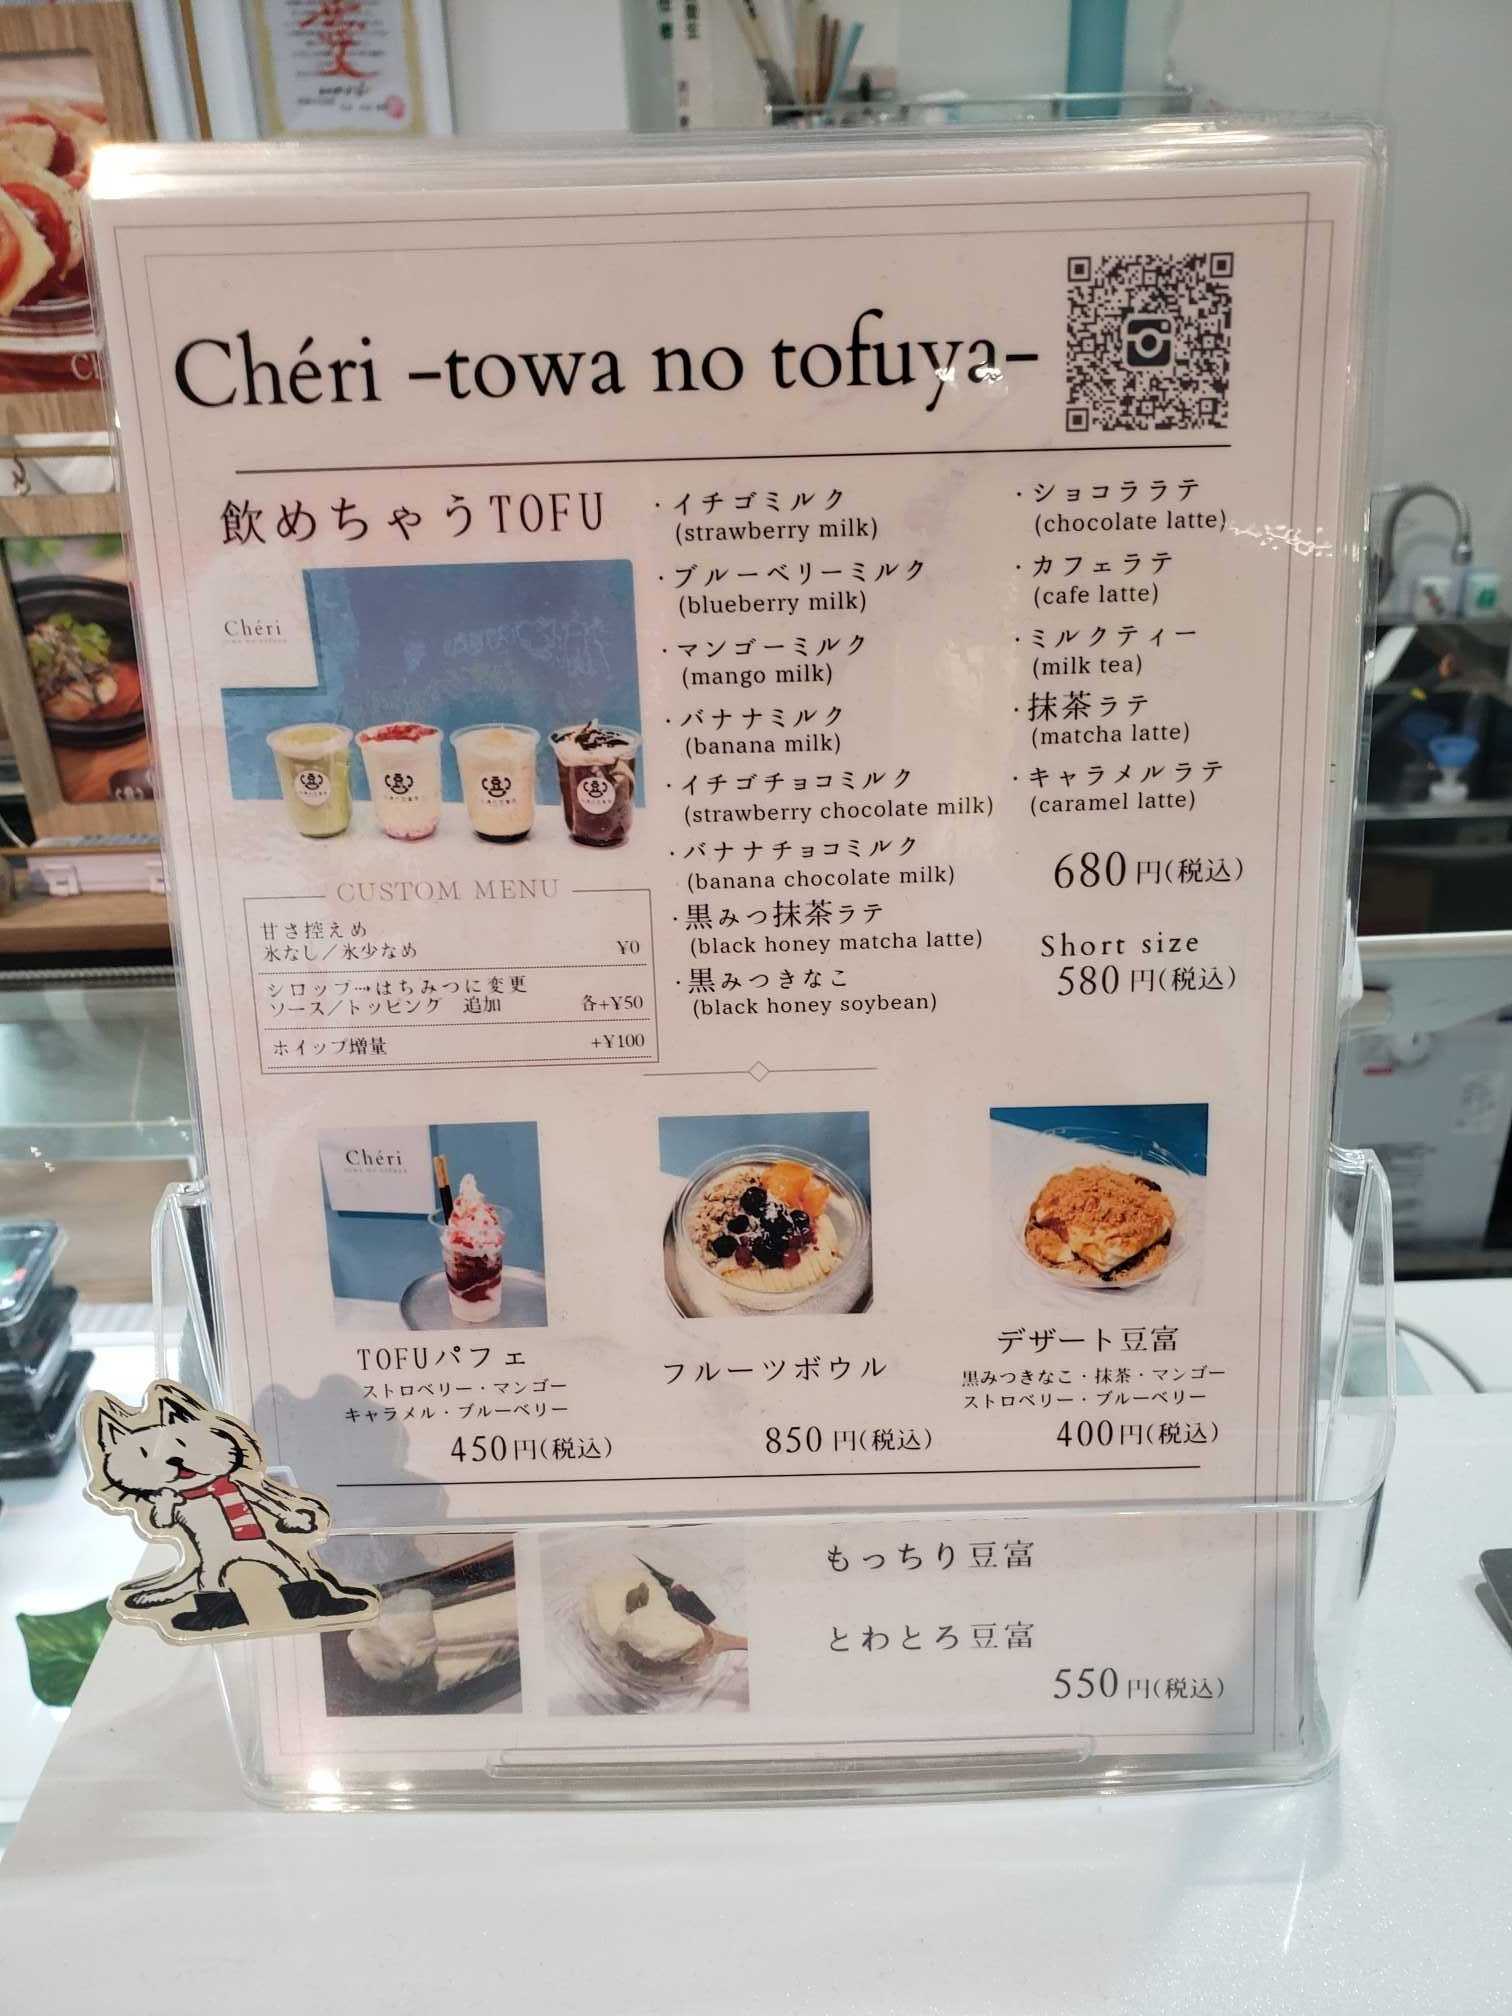 Chéri -towa no tofuya-
飲めちゃうTOFU
Chéri
・イチゴミルク
(strawberry milk)
・ブルーベリーミルク
(blueberry milk)
・マンゴーミルク
(mango milk)
・バナナミルク
(banana milk)
・イチゴチョコミルク
(strawberry chocolate milk)
・バナナチョコミルク
(banana chocolate milk)
・黒みつ抹茶ラテ
(black honey matcha latte)
・黒みつきなこ
(black honey soybean)
・ショコララテ
(chocolate latte)
・カフェラテ
(cafe latte)
・ミルクティー
(milk tea)
・抹茶ラテ
(matcha latte)
・キャラメルラテ
(caramel latte)
680円(税込)
Short size
580円(税込)
CUSTOM MENU
甘さ控えめ
氷なし／氷少なめ ¥0
シロップ→はちみつに変更
ソース／トッピング 追加 各+¥50
ホイップ増量 +¥100
Chéri
TOFUパフェ
ストロベリー・マンゴー
キャラメル・ブルーベリー
450円(税込)
フルーツボウル
850円(税込)
デザート豆富
黒みつきなこ・抹茶・マンゴー
ストロベリー・ブルーベリー
400円(税込)
もっちり豆富
とわとろ豆富
550円(税込)